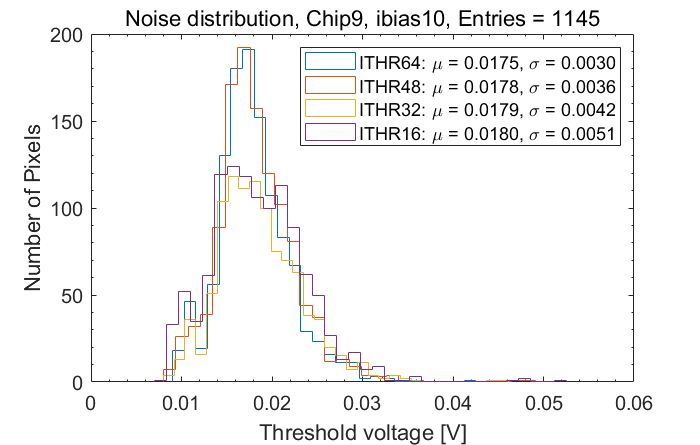 Noise distribution, Chip9, ibias10, Entries = 1145
200
150
100
50
0
Number of Pixels
ITHR64: μ = 0.0175, σ = 0.0030
ITHR48: μ = 0.0178, σ = 0.0036
ITHR32: μ = 0.0179, σ = 0.0042
ITHR16: μ = 0.0180, σ = 0.0051
0 0.01 0.02 0.03 0.04 0.05 0.06
Threshold voltage [V]